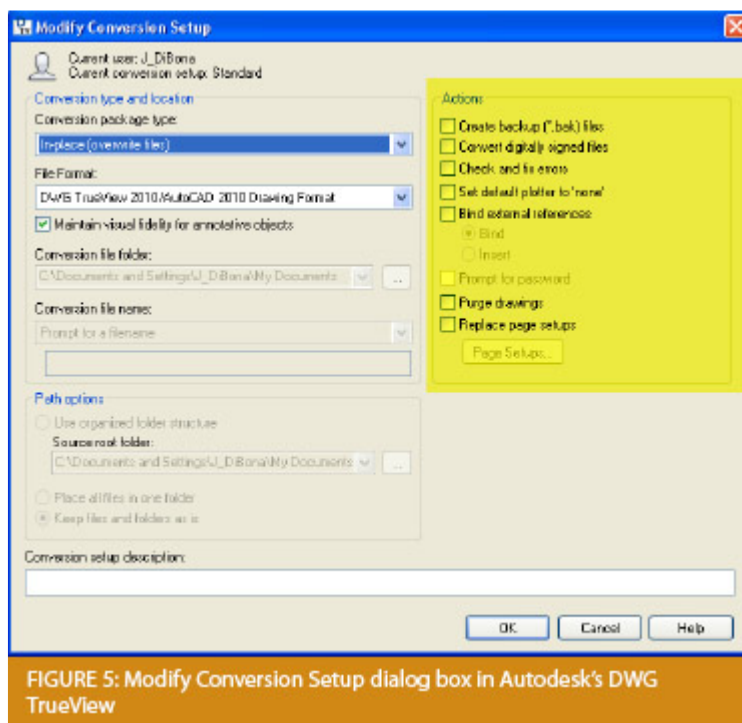 Modify Conversion Setup
Current user: J_DiBona
Current conversion setup: Standard
Conversion type and location
Conversion package type:
In-place (overwrite files)
File Format:
DWG TrueView 2010/AutoCAD 2010 Drawing Format
Maintain visual fidelity for annotative objects
Conversion file folder:
C:\Documents and Settings\J_DiBona\My Documents
...
Conversion file name:
Prompt for a filename
Path options
Use organized folder structure
Source root folder:
C:\Documents and Settings\J_DiBona\My Documents
...
Place all files in one folder
Keep files and folders as is
Actions
Create backup (*.bak) files
Convert digitally signed files
Check and fix errors
Set default plotter to 'none'
Bind external references
Bind
Insert
Prompt for password
Purge drawings
Replace page setups
Page Setups...
Conversion setup description:
OK
Cancel
Help
FIGURE 5: Modify Conversion Setup dialog box in Autodesk's DWG
TrueView